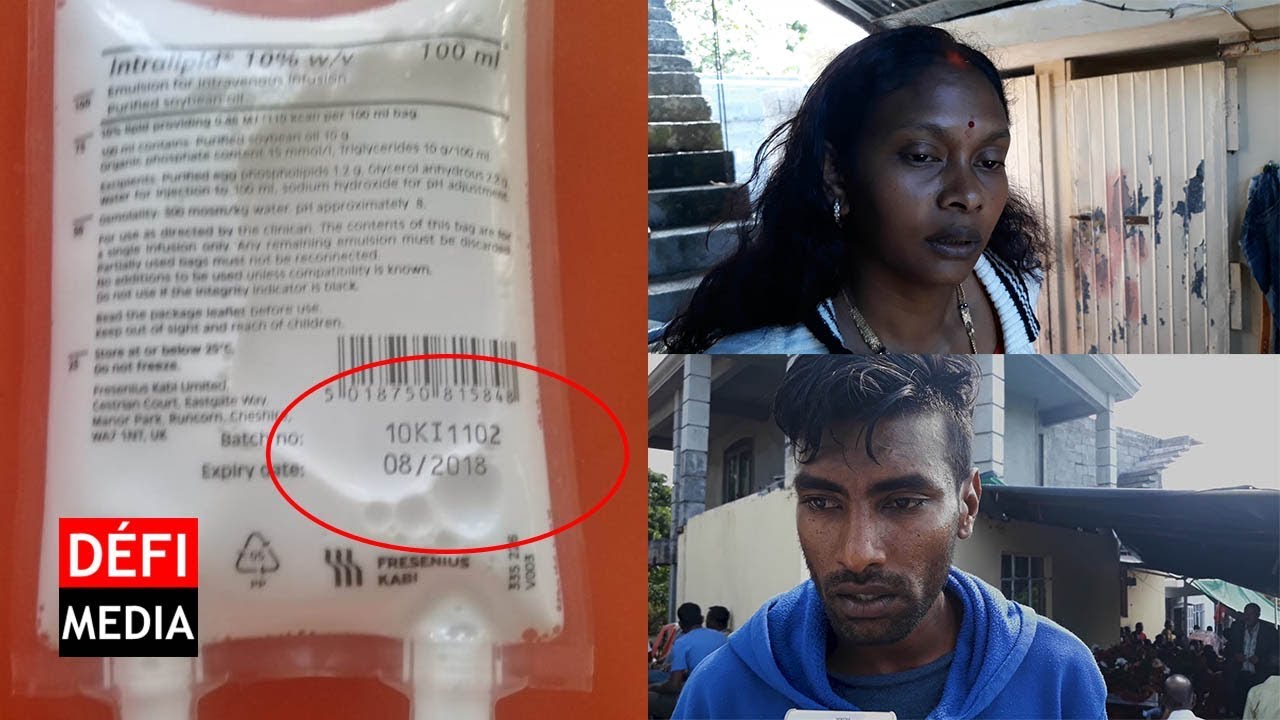 Intralipid® 10% w/v 100 ml
Emulsion for intravenous infusion
Purified soybean oil
10% lipid providing 0.46 MJ / 110 kcal per 100 ml bag
100 ml contains: Purified soybean oil 10 g
organic phosphate content 15 mmol/l, triglycerides 10 g/100 ml
Excipients: Purified egg phospholipids 1.2 g, Glycerol anhydrous 2.2 g
water for injection to 100 ml, sodium hydroxide for pH adjustment
Osmolality: 300 mosm/kg water. pH approximately 8.
For use as directed by the clinican. The contents of this bag are for
a single infusion only. Any remaining emulsion must be discarded
Partially used bags must not be reconnected.
No additions to be used unless compatibility is known.
Do not use if the integrity indicator is black.
Read the package leaflet before use.
Keep out of sight and reach of children.
Store at or below 25°C.
Do not freeze.
Fresenius Kabi Limited,
Cestrian Court, Eastgate Way,
Manor Park, Runcorn, Cheshire,
WA7 1NT, UK
5 018750 815848
Batch no: 10KI1102
Expiry date: 08/2018
PP
FRESENIUS
KABI
V003
DÉFI
MEDIA